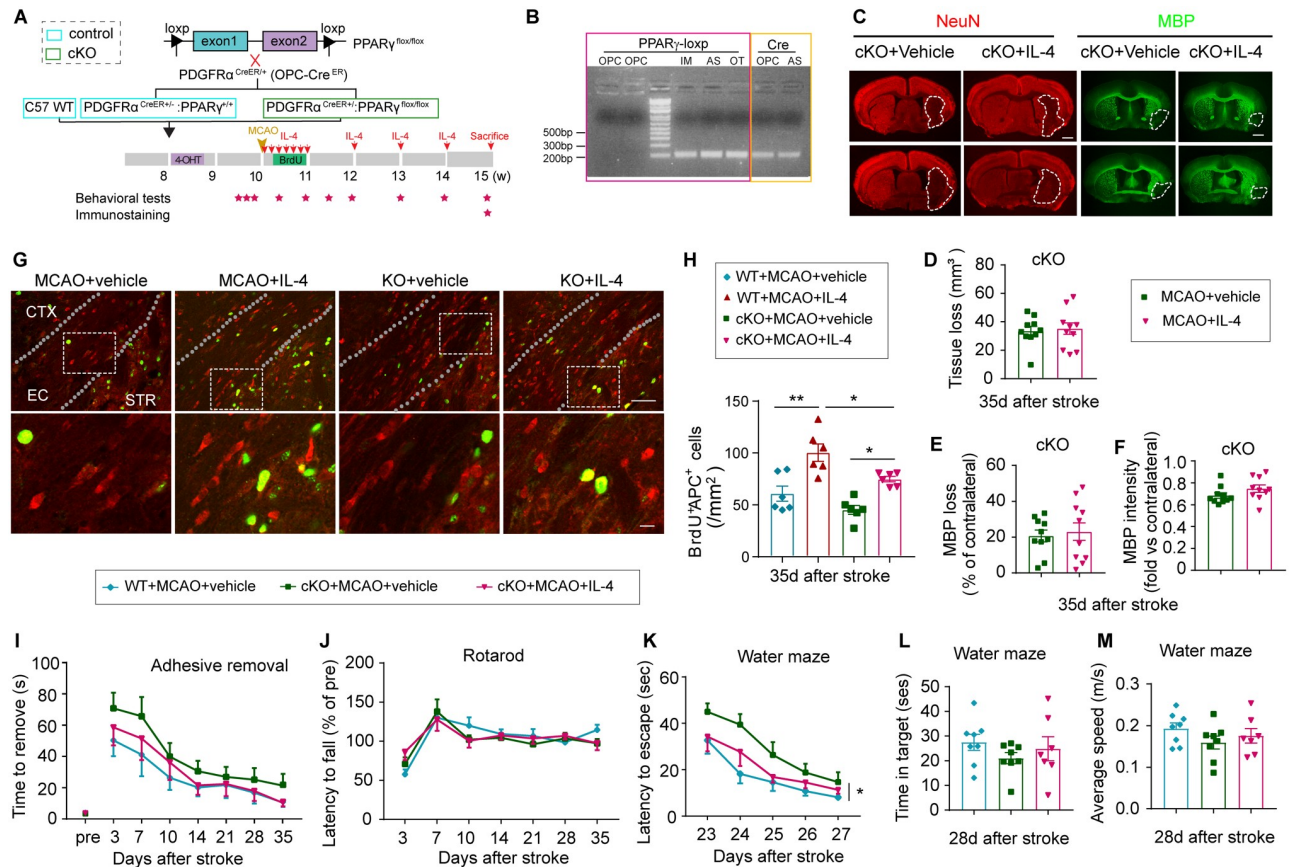 A
control
cKO
loxp
loxp
exon1
exon2
PPARγ flox/flox
X
PDGFRα CreER/+ (OPC-Cre ER)
C57 WT
PDGFRα CreER+/- :PPARγ+/+
PDGFRα CreER+/- :PPARγ flox/flox
MCAO
IL-4
IL-4
IL-4
IL-4
Sacrifice
4-OHT
BrdU
8 9 10 11 12 13 14 15 (w)
Behavioral tests
Immunostaining
B
PPARγ-loxp
Cre
OPC OPC IM AS OT OPC AS
500bp
300bp
200bp
C
NeuN
MBP
cKO+Vehicle cKO+IL-4 cKO+Vehicle cKO+IL-4
G
MCAO+vehicle MCAO+IL-4 KO+vehicle KO+IL-4
CTX
EC
STR
H
WT+MCAO+vehicle
WT+MCAO+IL-4
cKO+MCAO+vehicle
cKO+MCAO+IL-4
BrdU+APC+ cells
(/mm2)
150
100
50
0
**
*
*
35d after stroke
D
cKO
Tissue loss (mm³)
80
60
40
20
0
35d after stroke
MCAO+vehicle
MCAO+IL-4
E
cKO
MBP loss
(% of contralateral)
60
40
20
0
F
cKO
MBP intensity
(fold vs contralateral)
1.0
0.8
0.6
0.4
0.2
0
35d after stroke
WT+MCAO+vehicle cKO+MCAO+vehicle cKO+MCAO+IL-4
I
Adhesive removal
Time to remove (s)
100
80
60
40
20
0
pre 3 7 10 14 21 28 35
Days after stroke
J
Rotarod
Latency to fall (% of pre)
200
150
100
50
0
3 7 10 14 21 28 35
Days after stroke
K
Water maze
Latency to escape (sec)
60
40
20
0
23 24 25 26 27
*
Days after stroke
L
Water maze
Time in target (ses)
50
40
30
20
10
0
28d after stroke
M
Water maze
Average speed (m/s)
0.3
0.2
0.1
0.0
28d after stroke